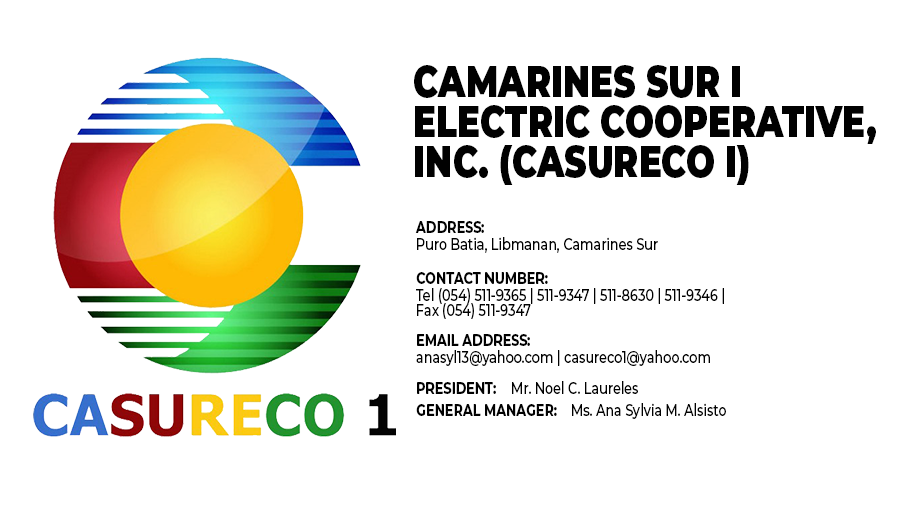 CAMARINES SUR I
ELECTRIC COOPERATIVE,
INC. (CASURECO I)
ADDRESS:
Puro Batia, Libmanan, Camarines Sur
CONTACT NUMBER:
Tel (054) 511-9365 | 511-9347 | 511-8630 | 511-9346 |
Fax (054) 511-9347
EMAIL ADDRESS:
anasyl13@yahoo.com | casureco1@yahoo.com
PRESIDENT: Mr. Noel C. Laureles
GENERAL MANAGER: Ms. Ana Sylvia M. Alsisto
CASURECO 1